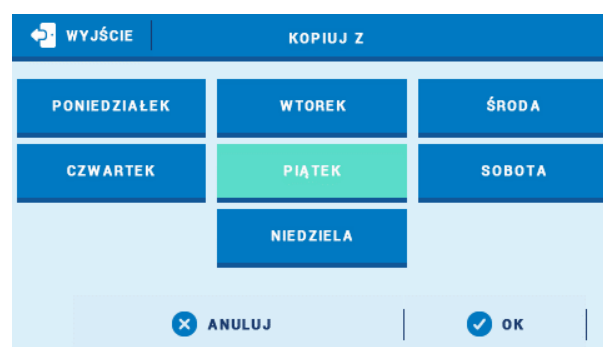 WYJŚCIE KOPIUJ Z
PONIEDZIAŁEK WTOREK ŚRODA
CZWARTEK PIĄTEK SOBOTA
NIEDZIELA
ANULUJ OK